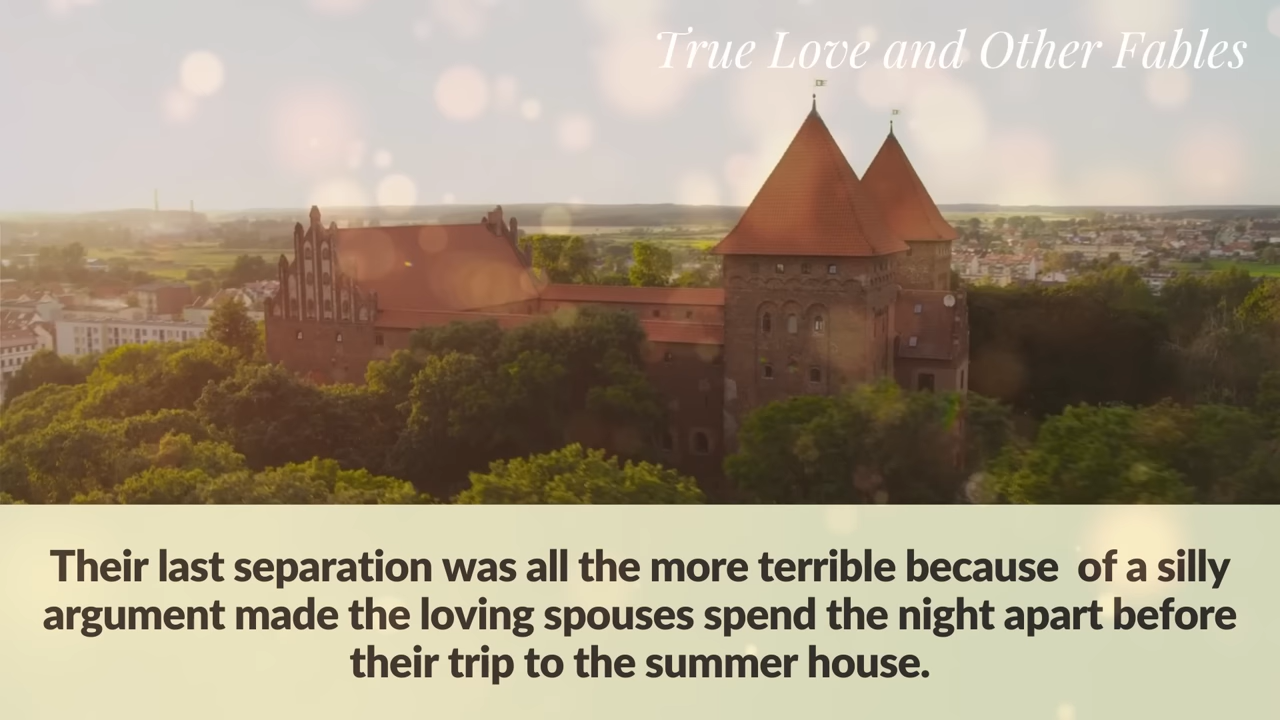 True Love and Other Fables
Their last separation was all the more terrible because  of a silly
argument made the loving spouses spend the night apart before
their trip to the summer house.